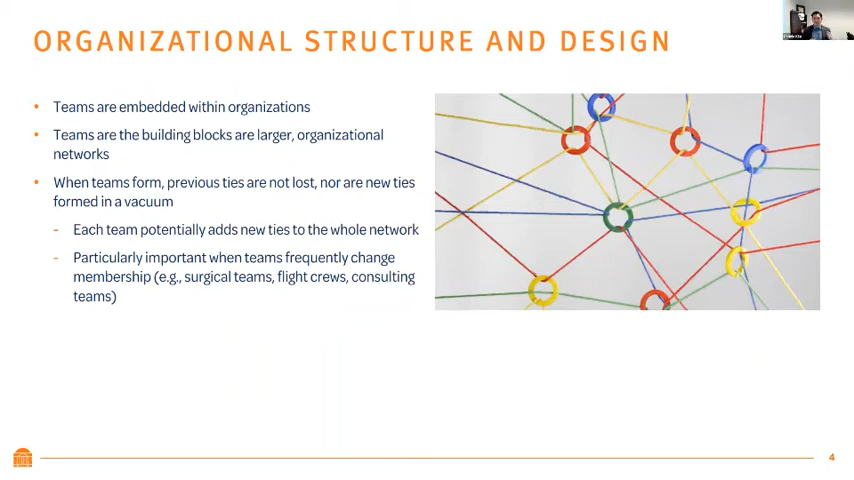 ORGANIZATIONAL STRUCTURE AND DESIGN
• Teams are embedded within organizations
• Teams are the building blocks are larger, organizational
networks
• When teams form, previous ties are not lost, nor are new ties
formed in a vacuum
- Each team potentially adds new ties to the whole network
- Particularly important when teams frequently change
membership (e.g., surgical teams, flight crews, consulting
teams)
4